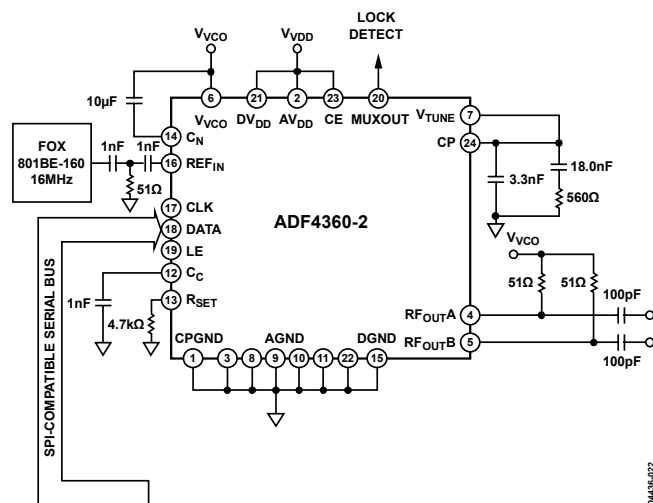 LOCK
DETECT
VVCO
VVDD
10µF
6
21
2
23
20
VVCO
DVDD
AVDD
CE
MUXOUT
VTUNE
7
14
CN
CP
24
FOX
801BE-160
16MHz
1nF
1nF
16
REFIN
51Ω
18.0nF
3.3nF
560Ω
17
CLK
18
DATA
19
LE
ADF4360-2
12
CC
13
RSET
1nF
4.7kΩ
VVCO
51Ω
51Ω
100pF
RFOUTA
4
RFOUTB
5
100pF
CPGND
AGND
DGND
1
3
8
9
10
11
22
15
SPI-COMPATIBLE SERIAL BUS
04436-022